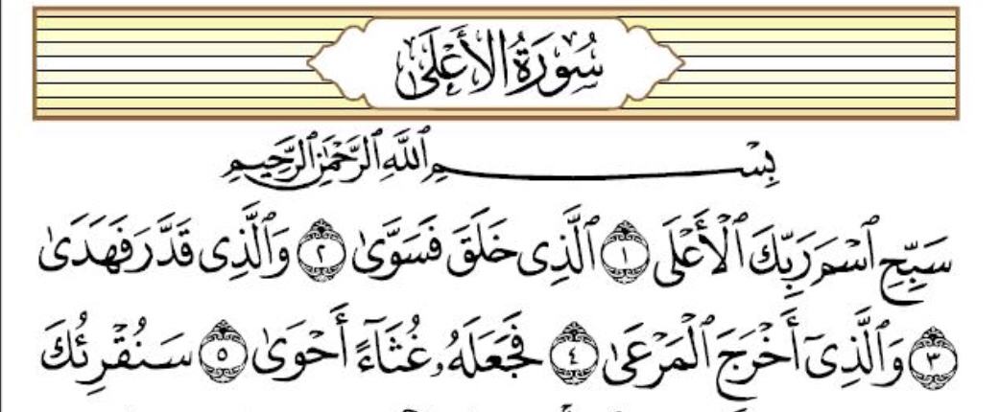 سُورَةُ الأَعْلَىٰ
بِسْمِ ٱللَّهِ ٱلرَّحْمَٰنِ ٱلرَّحِيمِ
سَبِّحِ ٱسْمَ رَبِّكَ ٱلْأَعْلَى ١ ٱلَّذِى خَلَقَ فَسَوَّىٰ ٢ وَٱلَّذِى قَدَّرَ فَهَدَىٰ
٣ وَٱلَّذِىٓ أَخْرَجَ ٱلْمَرْعَىٰ ٤ فَجَعَلَهُۥ غُثَآءً أَحْوَىٰ ٥ سَنُقْرِئُكَ